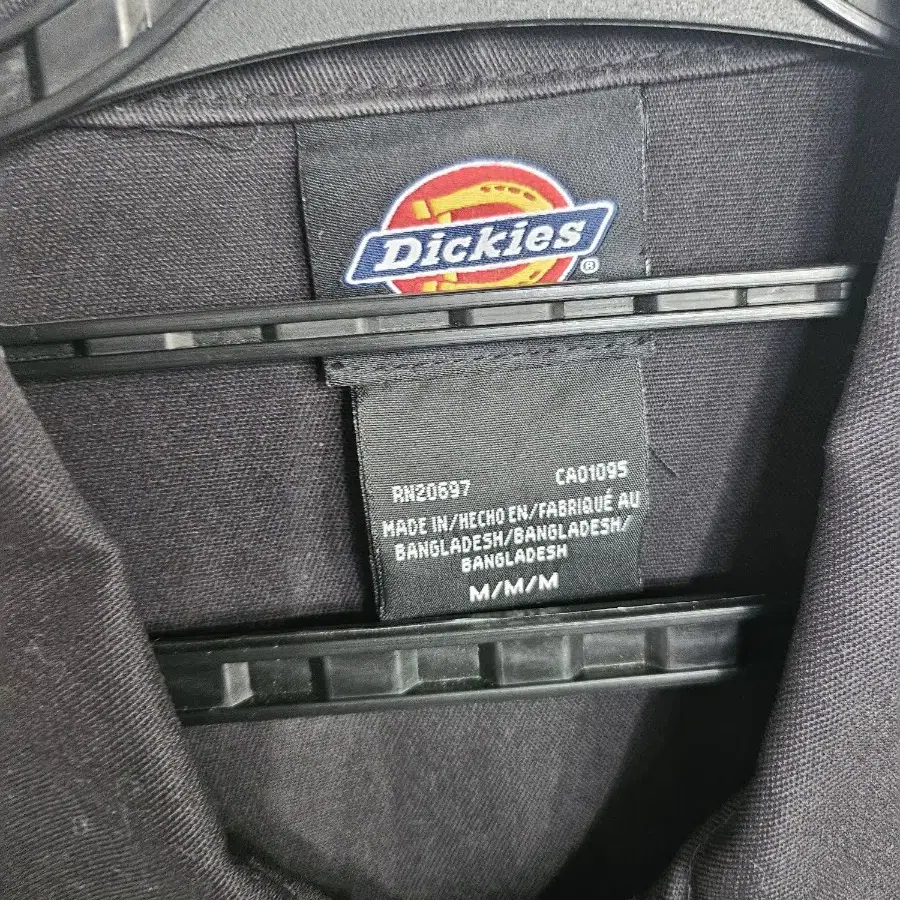 Dickies
®
RN20697 CA01095
MADE IN/HECHO EN/FABRIQUÉ AU
BANGLADESH/BANGLADESH/
BANGLADESH
M/M/M